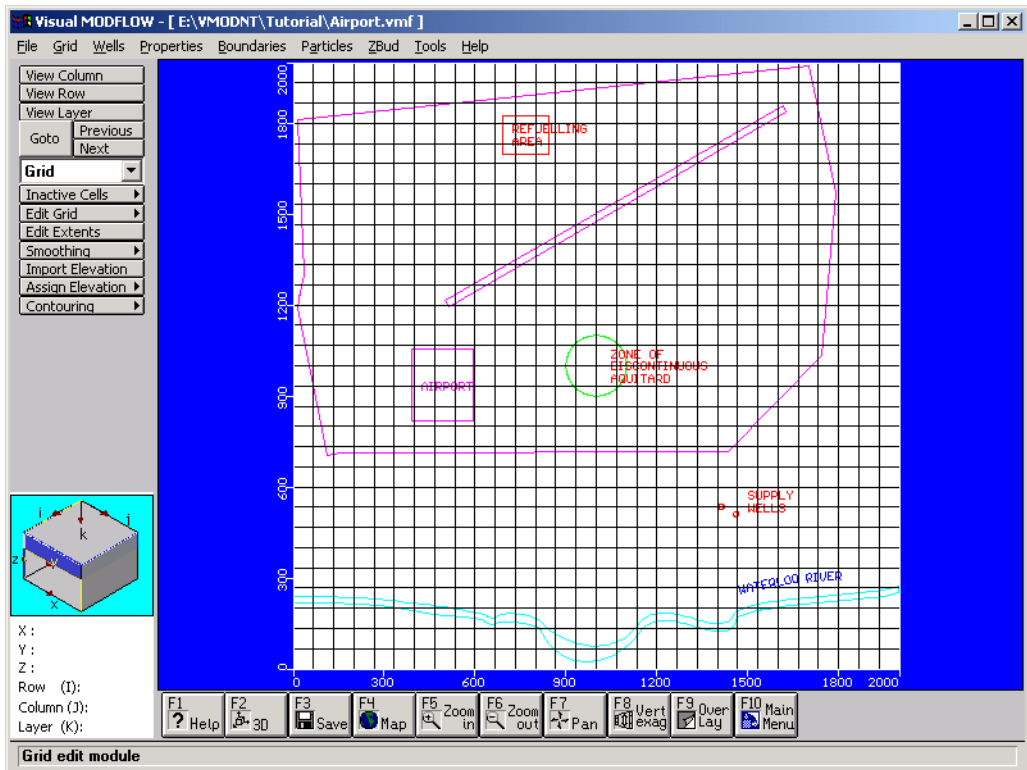 Visual MODFLOW - [ E:\VMODNT\Tutorial\Airport.vmf ]
File Grid Wells Properties Boundaries Particles ZBud Tools Help
View Column
View Row
View Layer
Goto
Previous
Next
Grid
Inactive Cells
Edit Grid
Edit Extents
Smoothing
Import Elevation
Assign Elevation
Contouring
2000
1800
1500
1200
900
600
300
0
REFUELLING
AREA
ZONE OF
DISCONTINUOUS
AQUITARD
AIRPORT
SUPPLY
WELLS
WATERLOO RIVER
0 300 600 900 1200 1500 1800 2000
i
j
k
z
y
x
X :
Y :
Z :
Row (I):
Column (J):
Layer (K):
F1 ? Help
F2 3D
F3 Save
F4 Map
F5 Zoom in
F6 Zoom out
F7 Pan
F8 Vert exag
F9 Over Lay
F10 Main Menu
Grid edit module